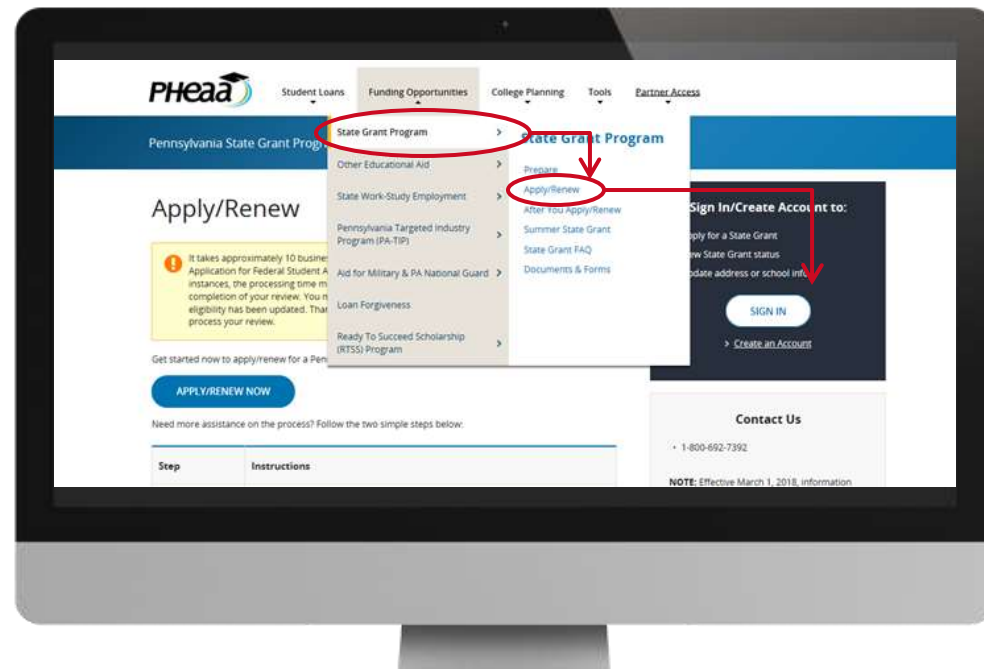 PHEAA
Student Loans
Funding Opportunities
College Planning
Tools
Partner Access
Pennsylvania State Grant Prog
State Grant Program
Other Educational Aid
State Work-Study Employment
Pennsylvania Targeted Industry
Program (PA-TIP)
Aid for Military & PA National Guard
Loan Forgiveness
Ready To Succeed Scholarship
(RTSS) Program
State Grant Program
Prepare
Apply/Renew
After You Apply/Renew
Summer State Grant
State Grant FAQ
Documents & Forms
Apply/Renew
It takes approximately 10 busine
Application for Federal Student A
instances, the processing time m
completion of your review. You
eligibility has been updated. Tha
process your review.
Get started now to apply/renew for a Pen
APPLY/RENEW NOW
Need more assistance on the process? Follow the two simple steps below:
Step
Instructions
Sign In/Create Account to:
pply for a State Grant
ew State Grant status
pdate address or school info
SIGN IN
> Create an Account
Contact Us
• 1-800-692-7392
NOTE: Effective March 1, 2018, information